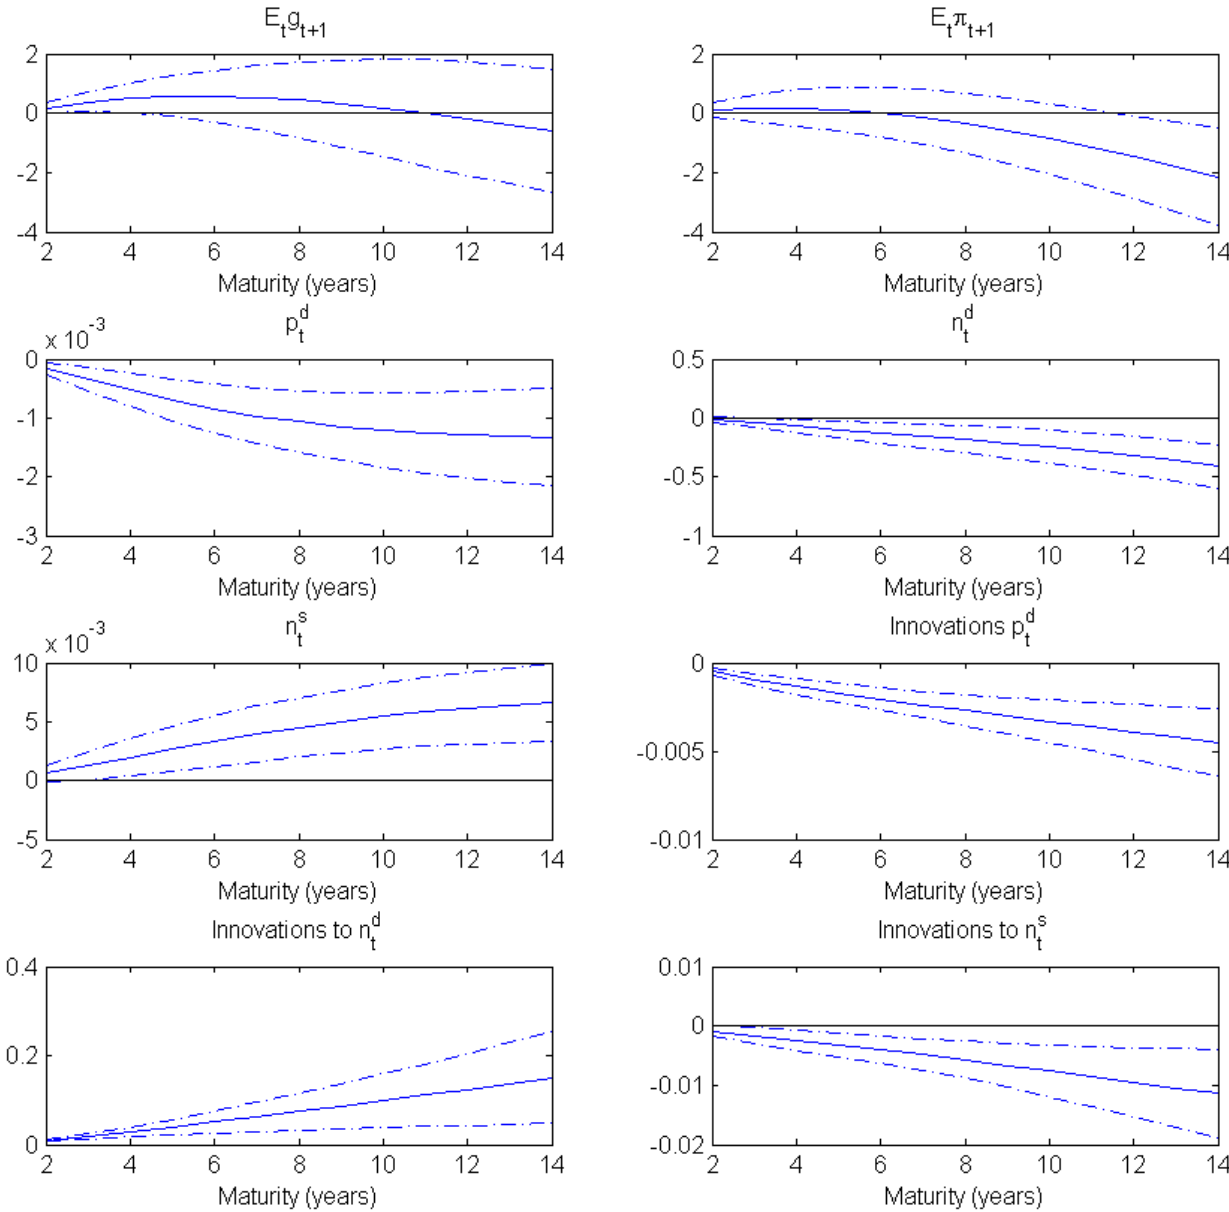 E_t g_{t+1}
2
0
-2
-4
2 4 6 8 10 12 14
Maturity (years)
E_t π_{t+1}
2
0
-2
-4
2 4 6 8 10 12 14
Maturity (years)
p_t^d
x 10^-3
0
-1
-2
-3
2 4 6 8 10 12 14
Maturity (years)
n_t^d
0.5
0
-0.5
-1
2 4 6 8 10 12 14
Maturity (years)
n_t^s
x 10^-3
10
5
0
-5
2 4 6 8 10 12 14
Maturity (years)
Innovations p_t^d
0
-0.005
-0.01
2 4 6 8 10 12 14
Maturity (years)
Innovations to n_t^d
0.4
0.2
0
2 4 6 8 10 12 14
Maturity (years)
Innovations to n_t^s
0.01
0
-0.01
-0.02
2 4 6 8 10 12 14
Maturity (years)